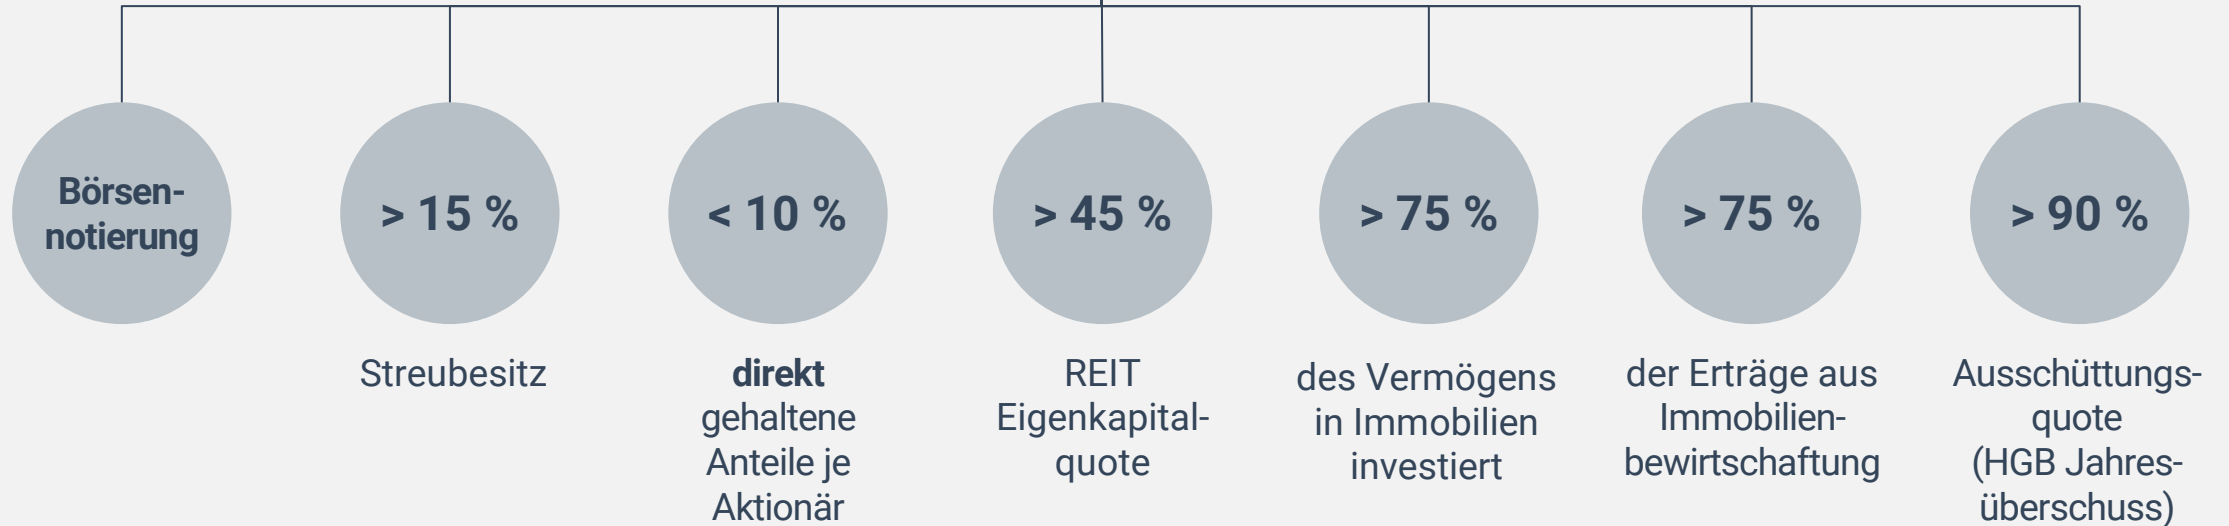 Börsen-
notierung
> 15 %
Streubesitz
< 10 %
direkt
gehaltene
Anteile je
Aktionär
> 45 %
REIT
Eigenkapital-
quote
> 75 %
des Vermögens
in Immobilien
investiert
> 75 %
der Erträge aus
Immobilien-
bewirtschaftung
> 90 %
Ausschüttungs-
quote
(HGB Jahres-
überschuss)